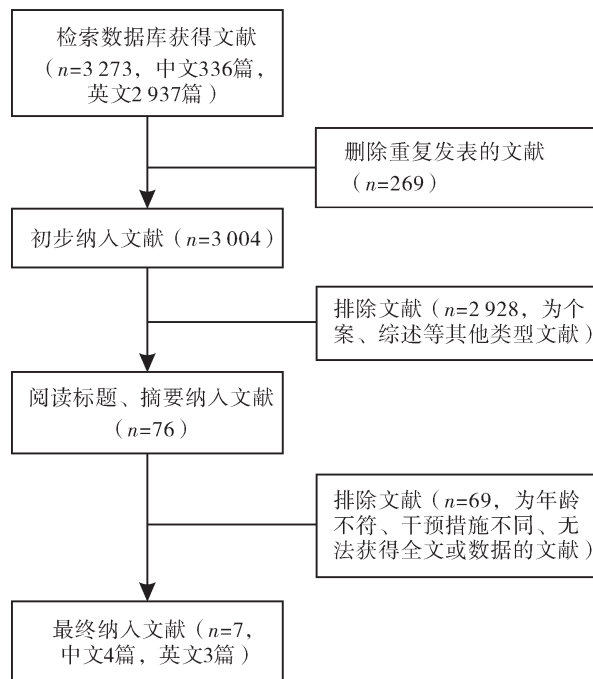 检索数据库获得文献
（n=3 273，中文336篇，
英文2 937篇）
删除重复发表的文献
（n=269）
初步纳入文献（n=3 004）
排除文献（n=2 928，为个
案、综述等其他类型文献）
阅读标题、摘要纳入文献
（n=76）
排除文献（n=69，为年龄
不符、干预措施不同、无
法获得全文或数据的文献）
最终纳入文献（n=7，
中文4篇，英文3篇）